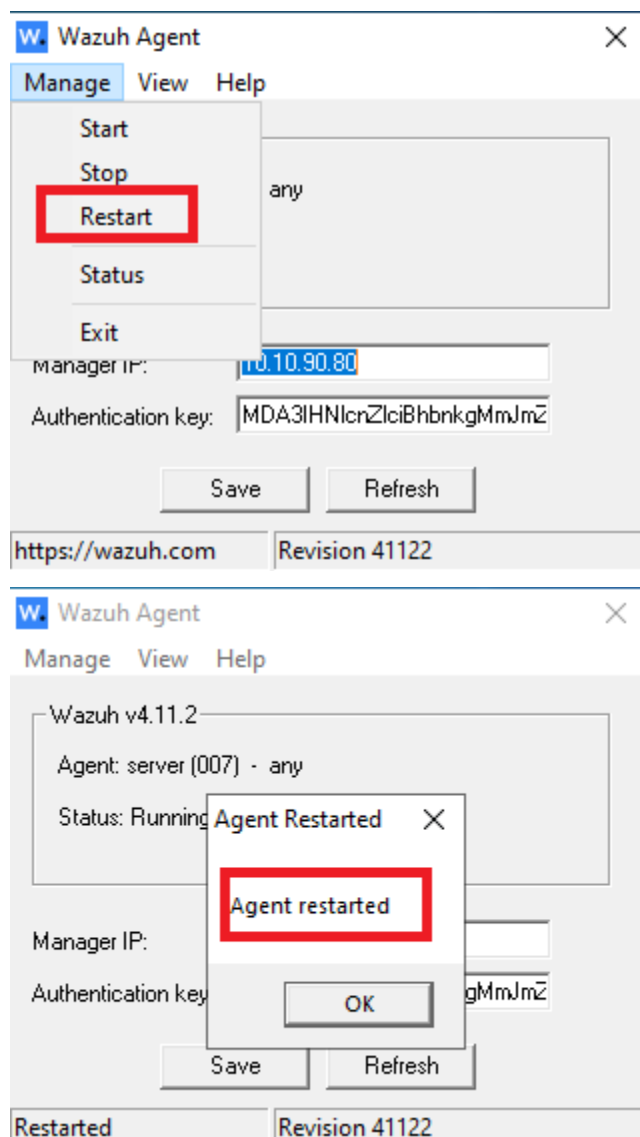 W. Wazuh Agent
Manage View Help
Start
Stop
any
Restart
Status
Exit
Manager IP: 10.10.90.80
Authentication key: MDA3IHNlcnZlciBhbnkgMmJmZ
Save Refresh
https://wazuh.com Revision 41122
W. Wazuh Agent
Manage View Help
Wazuh v4.11.2
Agent: server (007) - any
Status: Running
Agent Restarted
Agent restarted
Manager IP:
Authentication key gMmJmZ
OK
Save Refresh
Restarted Revision 41122